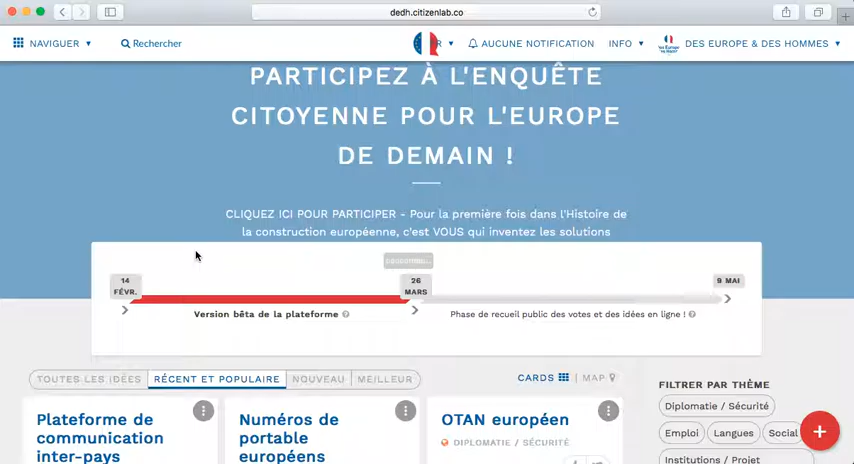 dedh.citizenlab.co
NAVIGUER
Rechercher
AUCUNE NOTIFICATION
INFO
DES EUROPE & DES HOMMES
PARTICIPEZ À L'ENQUÊTE
CITOYENNE POUR L'EUROPE
DE DEMAIN !
CLIQUEZ ICI POUR PARTICIPER - Pour la première fois dans l'Histoire de
la construction européenne, c'est VOUS qui inventez les solutions
14
FÉVR.
26
MARS
9 MAI
Version bêta de la plateforme
Phase de recueil public des votes et des idées en ligne !
TOUTES LES IDÉES
RÉCENT ET POPULAIRE
NOUVEAU
MEILLEUR
CARDS | MAP
FILTRER PAR THÈME
Diplomatie / Sécurité
Emploi
Langues
Social
Institutions / Projet
Plateforme de
communication
inter-pays
Numéros de
portable
européens
OTAN européen
DIPLOMATIE / SÉCURITÉ